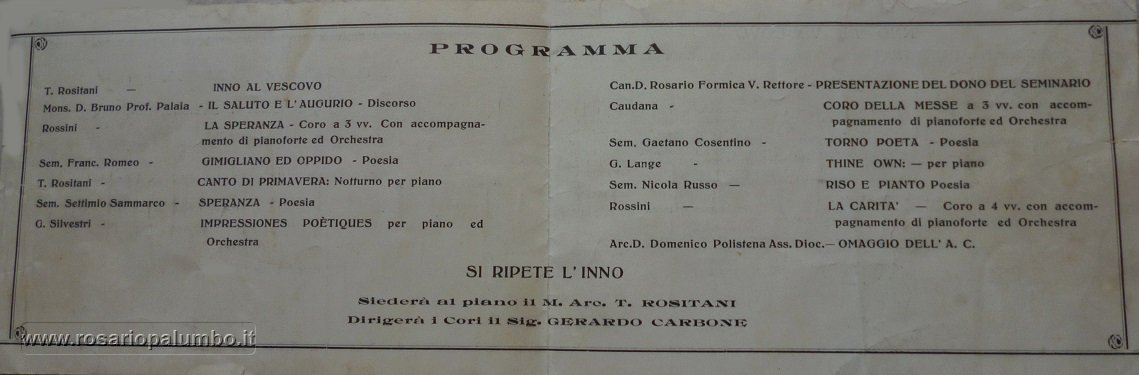 PROGRAMMA
T. Rositani — INNO AL VESCOVO
Mons. D. Bruno Prof. Palaia - IL SALUTO E L'AUGURIO - Discorso
Rossini - LA SPERANZA - Coro a 3 vv. Con accompagna-
mento di pianoforte ed Orchestra
Sem. Franc. Romeo - GIMIGLIANO ED OPPIDO - Poesia
T. Rositani - CANTO DI PRIMAVERA: Notturno per piano
Sem. Settimio Sammarco - SPERANZA - Poesia
G. Silvestri - IMPRESSIONES POÈTIQUES per piano ed
Orchestra
Can.D. Rosario Formica V. Rettore - PRESENTAZIONE DEL DONO DEL SEMINARIO
Caudana - CORO DELLA MESSE a 3 vv. con accom-
pagnamento di pianoforte ed Orchestra
Sem. Gaetano Cosentino - TORNO POETA - Poesia
G. Lange - THINE OWN: — per piano
Sem. Nicola Russo — RISO E PIANTO Poesia
Rossini — LA CARITA' — Coro a 4 vv. con accom-
pagnamento di pianoforte ed Orchestra
Arc.D. Domenico Polistena Ass. Dioc.— OMAGGIO DELL' A. C.
SI RIPETE L'INNO
Siederà al piano il M. Arc. T. ROSITANI
Dirigerà i Cori il Sig. GERARDO CARBONE
www.rosariopalumbo.it